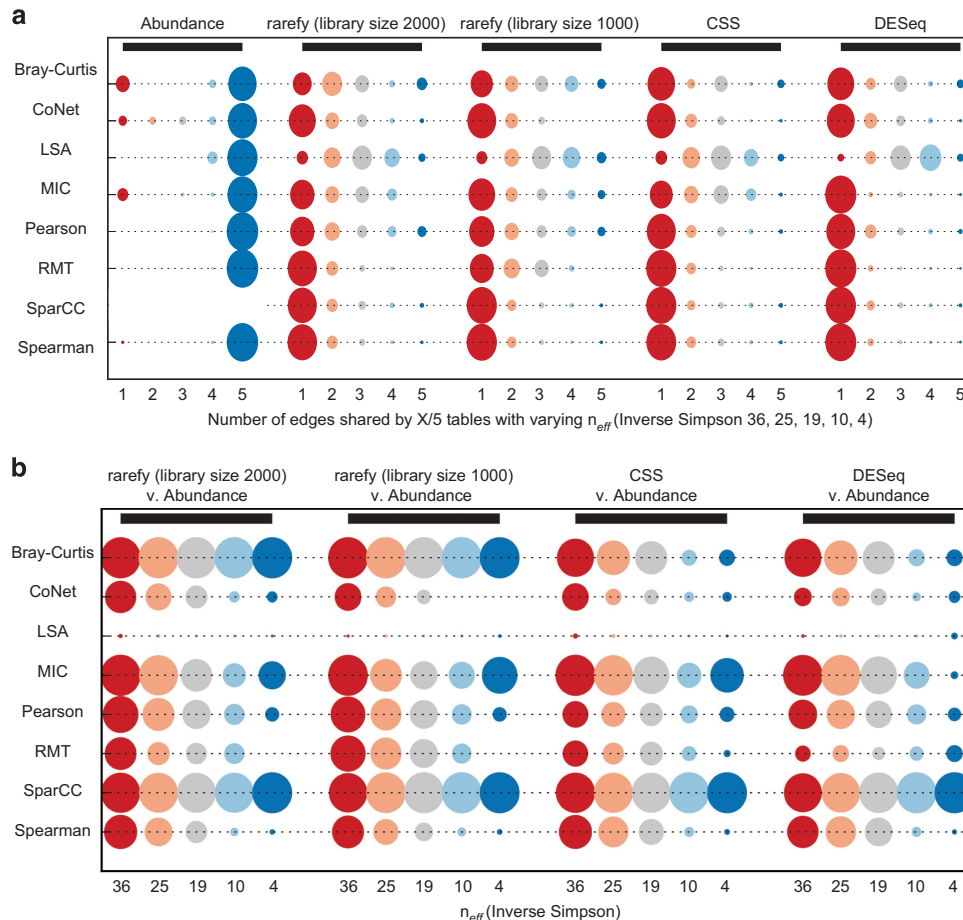 a
Abundance rarefy (library size 2000) rarefy (library size 1000) CSS DESeq
Bray-Curtis
CoNet
LSA
MIC
Pearson
RMT
SparCC
Spearman
1 2 3 4 5 1 2 3 4 5 1 2 3 4 5 1 2 3 4 5 1 2 3 4 5
Number of edges shared by X/5 tables with varying n_eff (Inverse Simpson 36, 25, 19, 10, 4)
b
rarefy (library size 2000) rarefy (library size 1000) CSS DESeq
v. Abundance v. Abundance v. Abundance v. Abundance
Bray-Curtis
CoNet
LSA
MIC
Pearson
RMT
SparCC
Spearman
36 25 19 10 4 36 25 19 10 4 36 25 19 10 4 36 25 19 10 4
n_eff (Inverse Simpson)